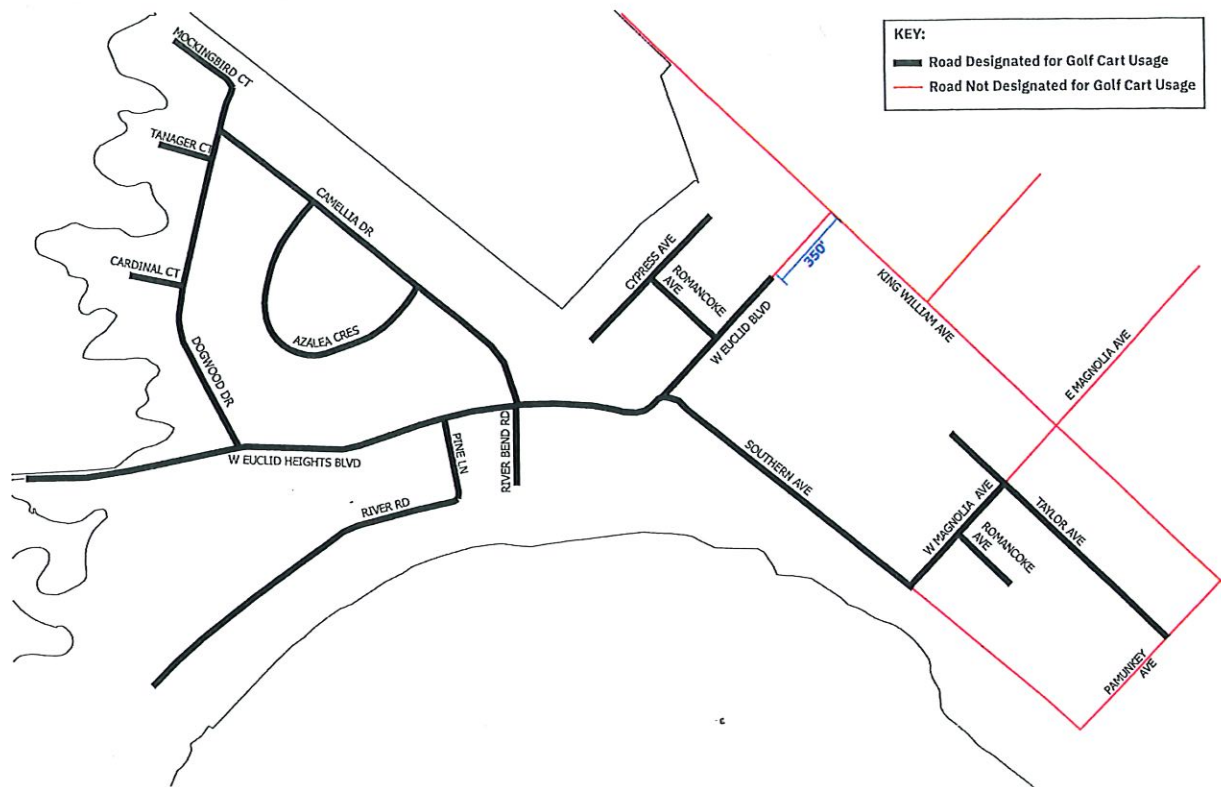 KEY:
Road Designated for Golf Cart Usage
Road Not Designated for Golf Cart Usage
MOCKINGBIRD CT
TANAGER CT
CAMELLIA DR
CARDINAL CT
AZALEA CRES
DOGWOOD DR
CYPRESS AVE
ROMANCOKE
AVE
W EUCLID BLVD
350'
KING WILLIAM AVE
E MAGNOLIA AVE
W EUCLID HEIGHTS BLVD
PINE LN
RIVER BEND RD
RIVER RD
SOUTHERN AVE
W MAGNOLIA AVE
ROMANCOKE
AVE
TAYLOR AVE
PAMUNKEY
AVE